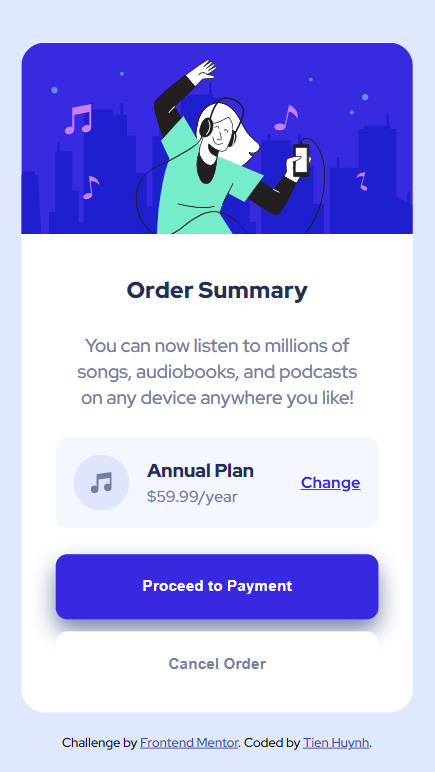 Order Summary
You can now listen to millions of
songs, audiobooks, and podcasts
on any device anywhere you like!
Annual Plan
$59.99/year
Change
Proceed to Payment
Cancel Order
Challenge by Frontend Mentor. Coded by Tien Huynh.